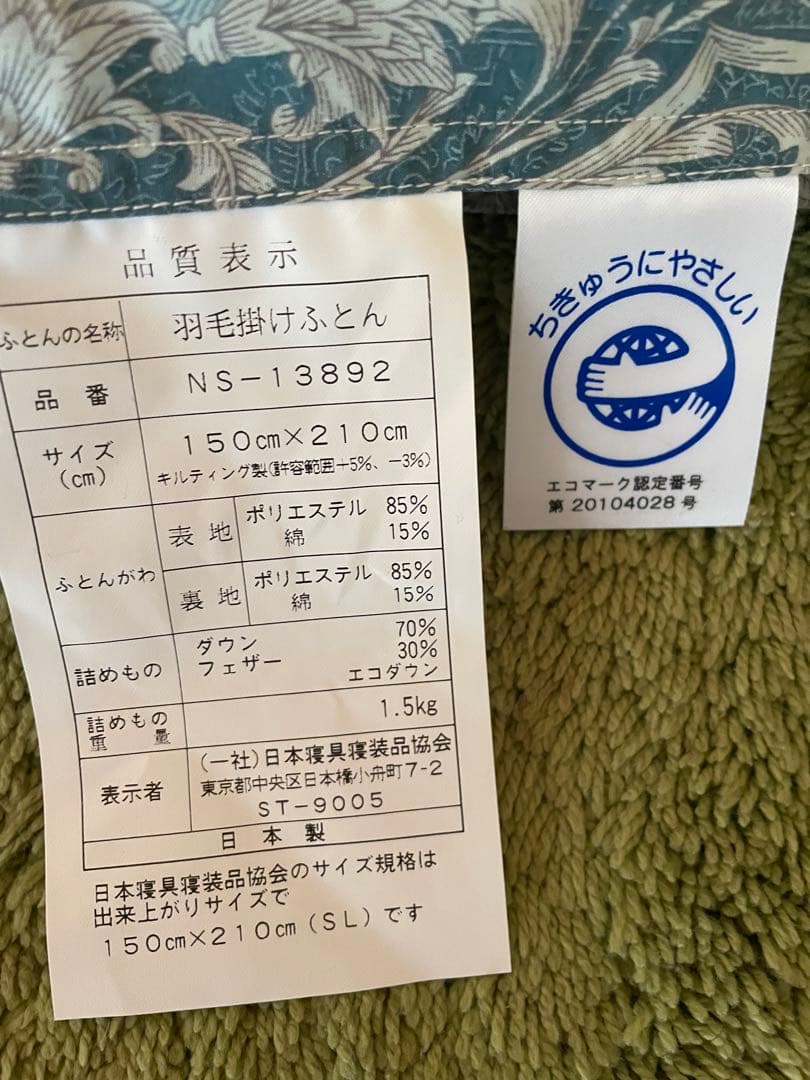 品質表示
ふとんの名称 羽毛掛けふとん
品番 NS-13892
サイズ(cm) 150cm×210cm
キルティング製(許容範囲+5%、-3%)
ふとんがわ
表地 ポリエステル 85%
綿 15%
裏地 ポリエステル 85%
綿 15%
詰めもの
ダウン 70%
フェザー 30%
エコダウン
詰めもの重量 1.5kg
表示者
(一社)日本寝具寝装品協会
東京都中央区日本橋小舟町7-2
ST-9005
日本製
日本寝具寝装品協会のサイズ規格は
出来上がりサイズで
150cm×210cm(SL)です
ちきゅうにやさしい
エコマーク認定番号
第 20104028 号